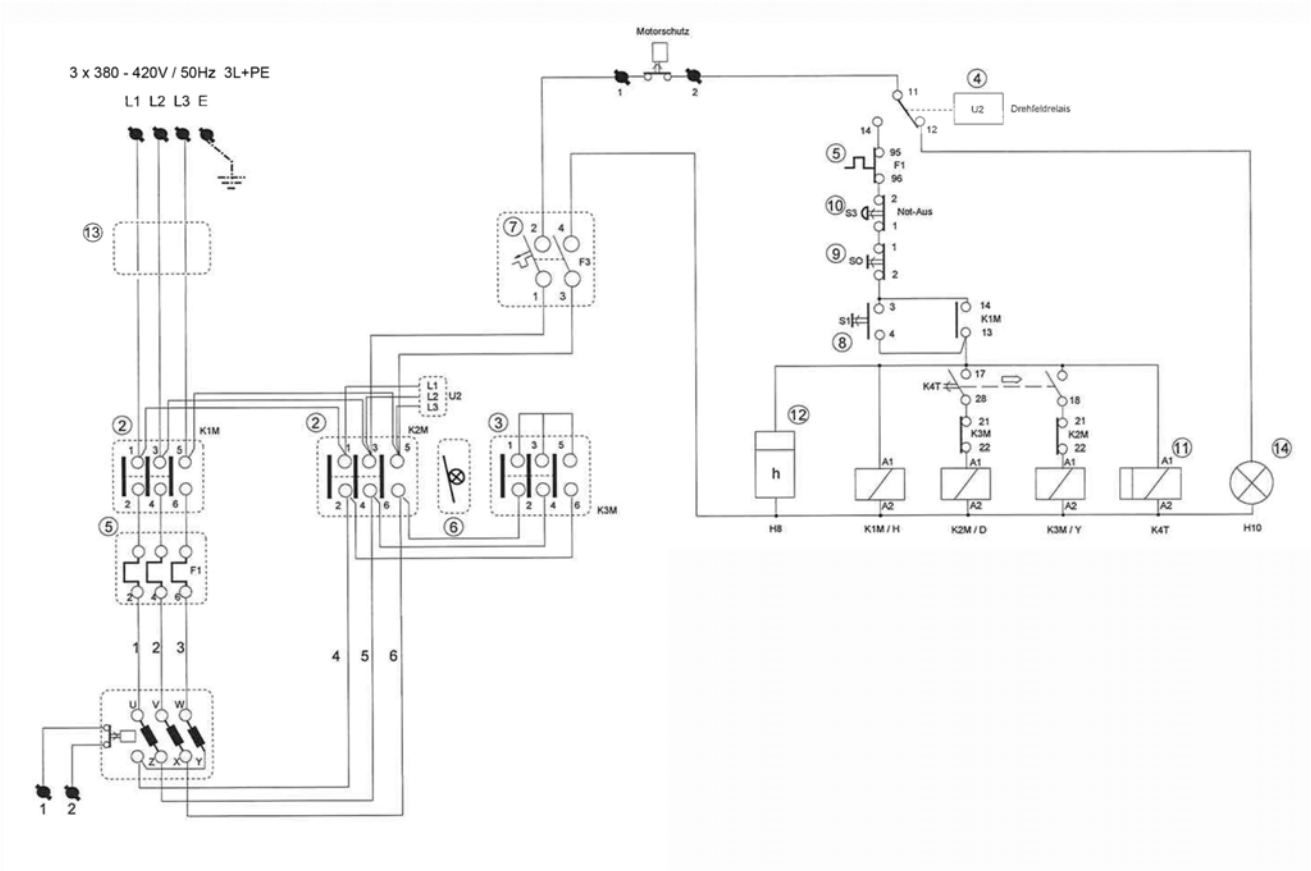 Motorschutz
1 2
3 x 380 - 420V / 50Hz 3L+PE
L1 L2 L3 E
11
4
U2 Drehfeldrelais
12
14
5
95
F1
96
10
2
S3 Not-Aus
1
9
1
SO
2
13
7
2 4
F3
1 3
3 14
S1 K1M
4 13
8
17
K4T
28 18
21 21
K3M K2M
22 22
L1
L2 U2
L3
2
K1M
1 3 5
2 4 6
2
K2M
1 3 5
2 4 6
6
3
1 3 5
2 4 6
K3M
12
h
11
14
A1 A1 A1 A1
A2 A2 A2 A2
H8 K1M / H K2M / D K3M / Y K4T H10
5
F1
2 4 6
1 2 3
4 5 6
U V W
Z X Y
1 2